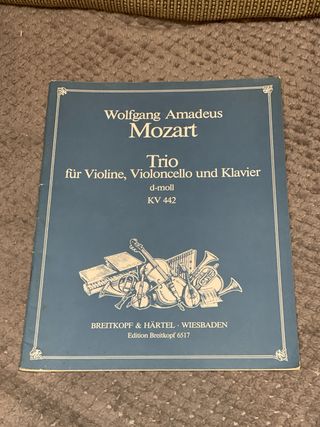 Wolfgang Amadeus
Mozart
Trio
für Violine, Violoncello und Klavier
d-moll
KV 442
BREITKOPF & HÄRTEL · WIESBADEN
Edition Breitkopf 6517